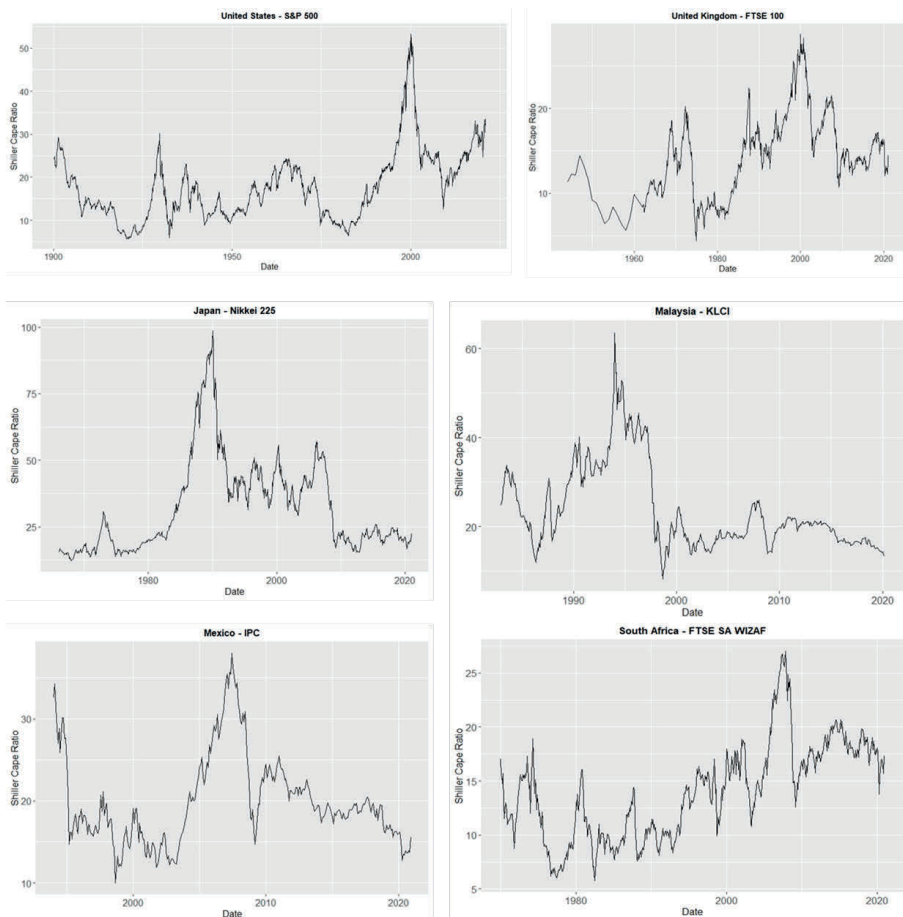 United States - S&P 500
Shiller Cape Ratio
50
40
30
20
10
1900
1950
2000
Date
United Kingdom - FTSE 100
Shiller Cape Ratio
20
10
1960
1980
2000
2020
Date
Japan - Nikkei 225
Shiller Cape Ratio
100
75
50
25
1980
2000
2020
Date
Malaysia - KLCI
Shiller Cape Ratio
60
40
20
1990
2000
2010
2020
Date
Mexico - IPC
Shiller Cape Ratio
30
20
10
2000
2010
2020
Date
South Africa - FTSE SA WIZAF
Shiller Cape Ratio
25
20
15
10
5
1980
2000
2020
Date